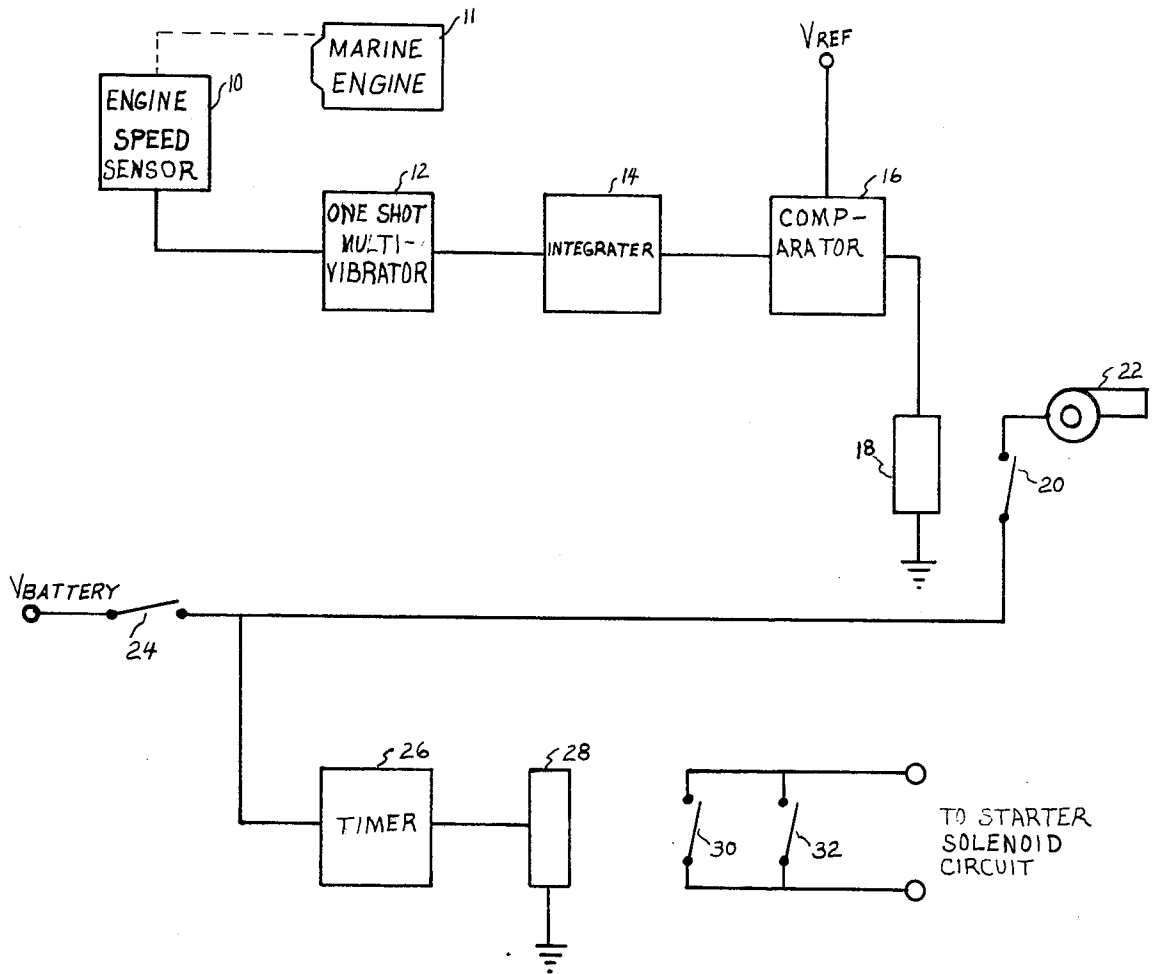 11
MARINE
ENGINE
VREF
10
ENGINE
SPEED
SENSOR
12
ONE SHOT
MULTI-
VIBRATOR
14
INTEGRATER
16
COMP-
ARATOR
22
18
20
VBATTERY
24
26
TIMER
28
30
32
TO STARTER
SOLENOID
CIRCUIT